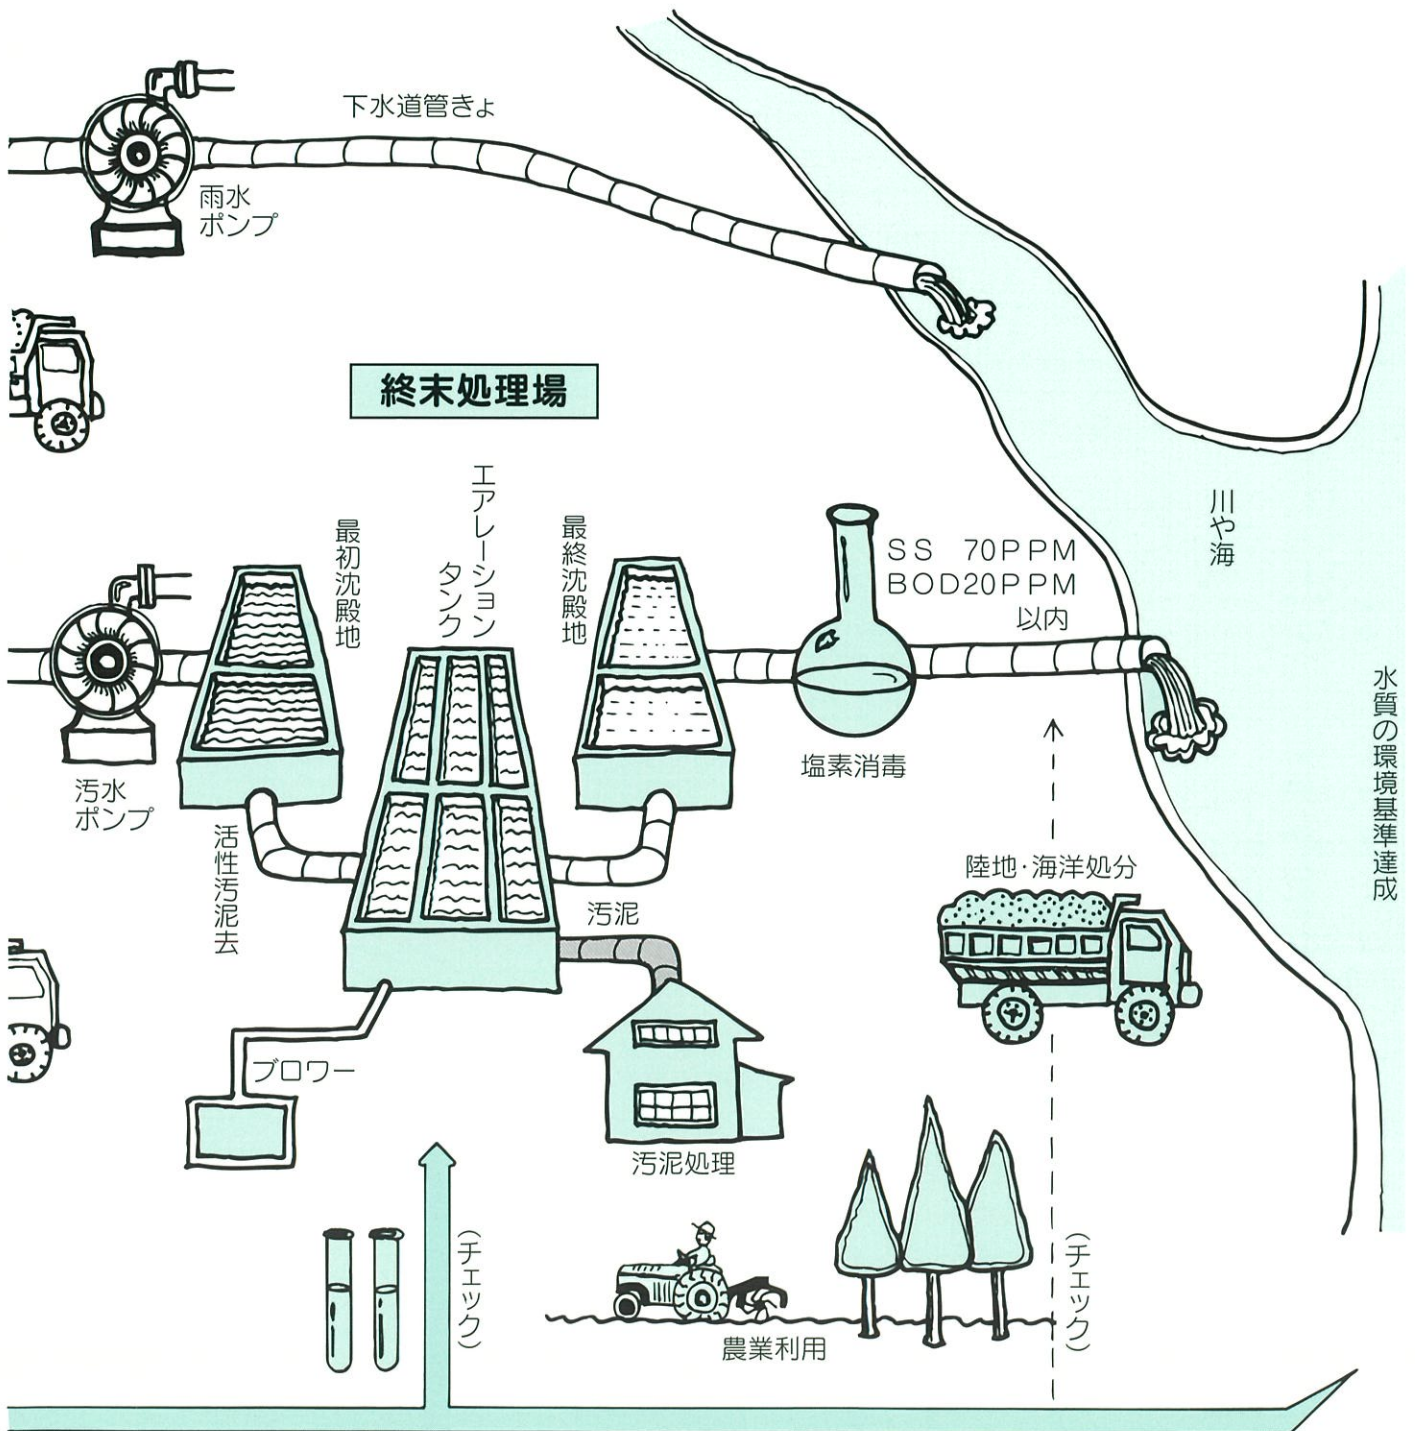 下水道管きょ
雨水
ポンプ
終末処理場
最初沈殿地
エアレーション
タンク
最終沈殿地
SS 70PPM
BOD20PPM
以内
川や海
汚水
ポンプ
塩素消毒
水質の環境基準達成
活性汚泥去
汚泥
陸地・海洋処分
ブロワー
汚泥処理
(チェック)
農業利用
(チェック)